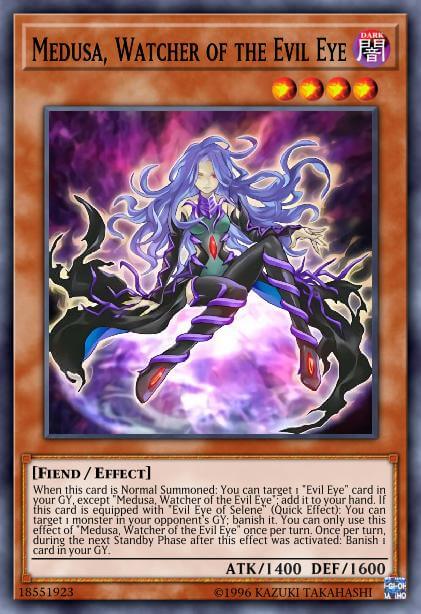 MEDUSA, WATCHER OF THE EVIL EYE
DARK
闇
[FIEND / EFFECT]
When this card is Normal Summoned: You can target 1 "Evil Eye" card in
your GY, except "Medusa, Watcher of the Evil Eye"; add it to your hand. If
this card is equipped with "Evil Eye of Selene" (Quick Effect): You can
target 1 monster in your opponent's GY; banish it. You can only use this
effect of "Medusa, Watcher of the Evil Eye" once per turn. Once per turn,
during the next Standby Phase after this effect was activated: Banish 1
card in your GY.
ATK/1400 DEF/1600
18551923
©1996 KAZUKI TAKAHASHI